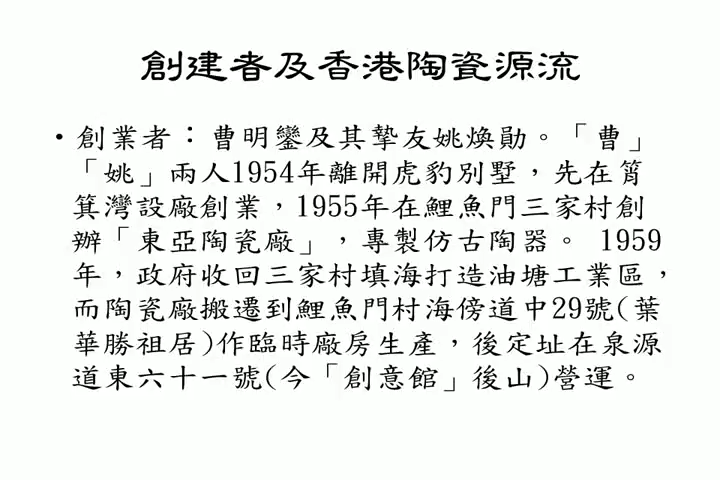 創建者及香港陶瓷源流
•創業者：曹明鑾及其摯友姚煥勛。「曹」
「姚」兩人1954年離開虎豹別墅，先在筲
箕灣設廠創業，1955年在鯉魚門三家村創
辦「東亞陶瓷廠」，專製仿古陶器。 1959
年，政府收回三家村填海打造油塘工業區，
而陶瓷廠搬遷到鯉魚門村海傍道中29號(葉
華勝祖居)作臨時廠房生產，後定址在泉源
道東六十一號(今「創意館」後山)營運。